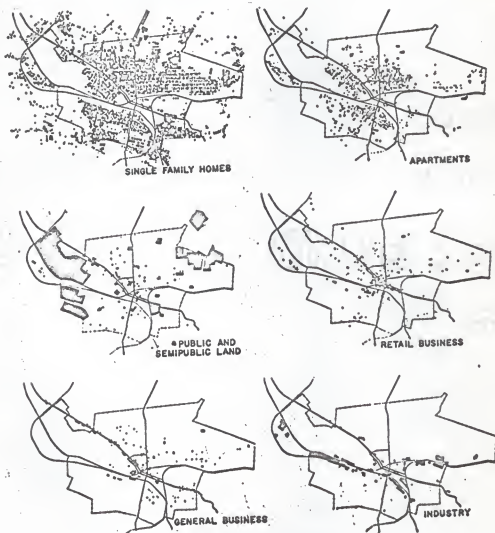 SINGLE FAMILY HOMES
APARTMENTS
PUBLIC AND
SEMIPUBLIC LAND
RETAIL BUSINESS
GENERAL BUSINESS
INDUSTRY